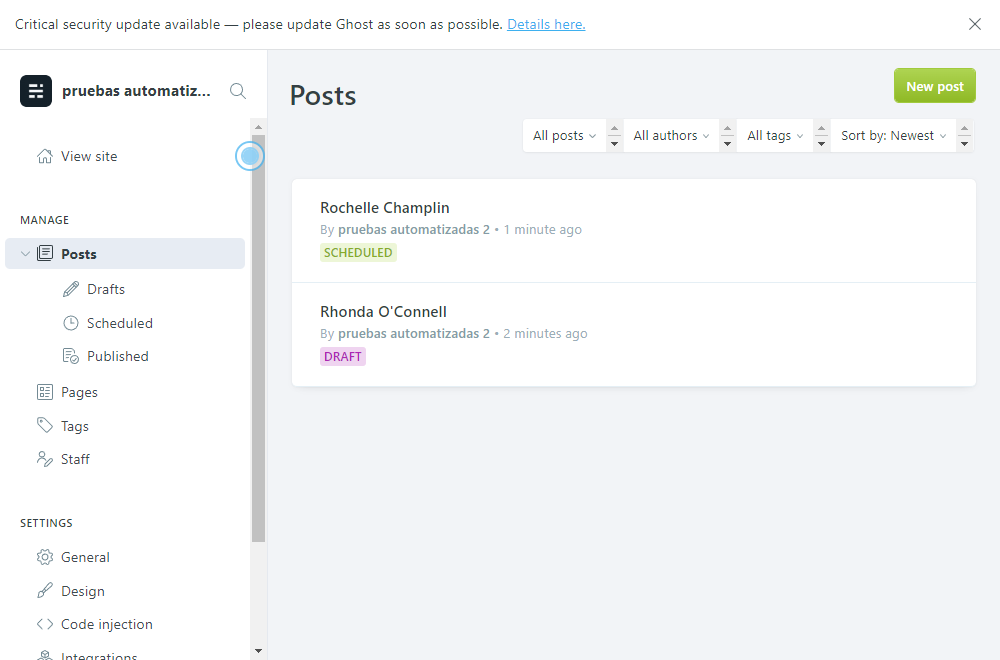 Critical security update available — please update Ghost as soon as possible. Details here.
pruebas automatiz...
View site
MANAGE
Posts
Drafts
Scheduled
Published
Pages
Tags
Staff
SETTINGS
General
Design
Code injection
Integrations
Posts
New post
All posts
All authors
All tags
Sort by: Newest
Rochelle Champlin
By pruebas automatizadas 2 • 1 minute ago
SCHEDULED
Rhonda O'Connell
By pruebas automatizadas 2 • 2 minutes ago
DRAFT